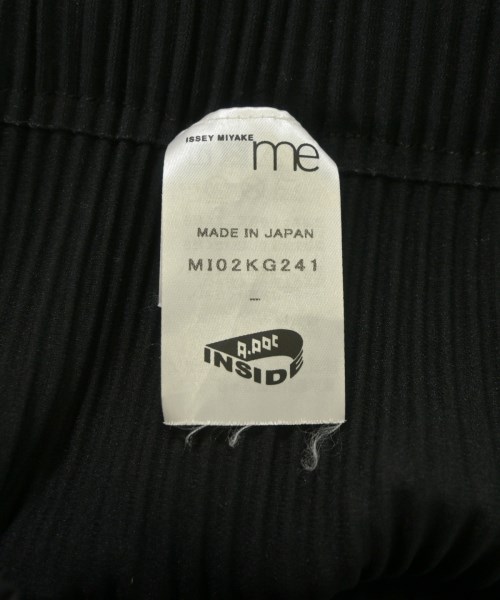 ISSEY MIYAKE me
MADE IN JAPAN
MI02KG241
–
A-POC
INSIDE